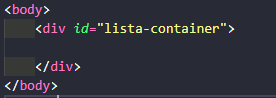 <body>
<div id="lista-container">
</div>
</body>